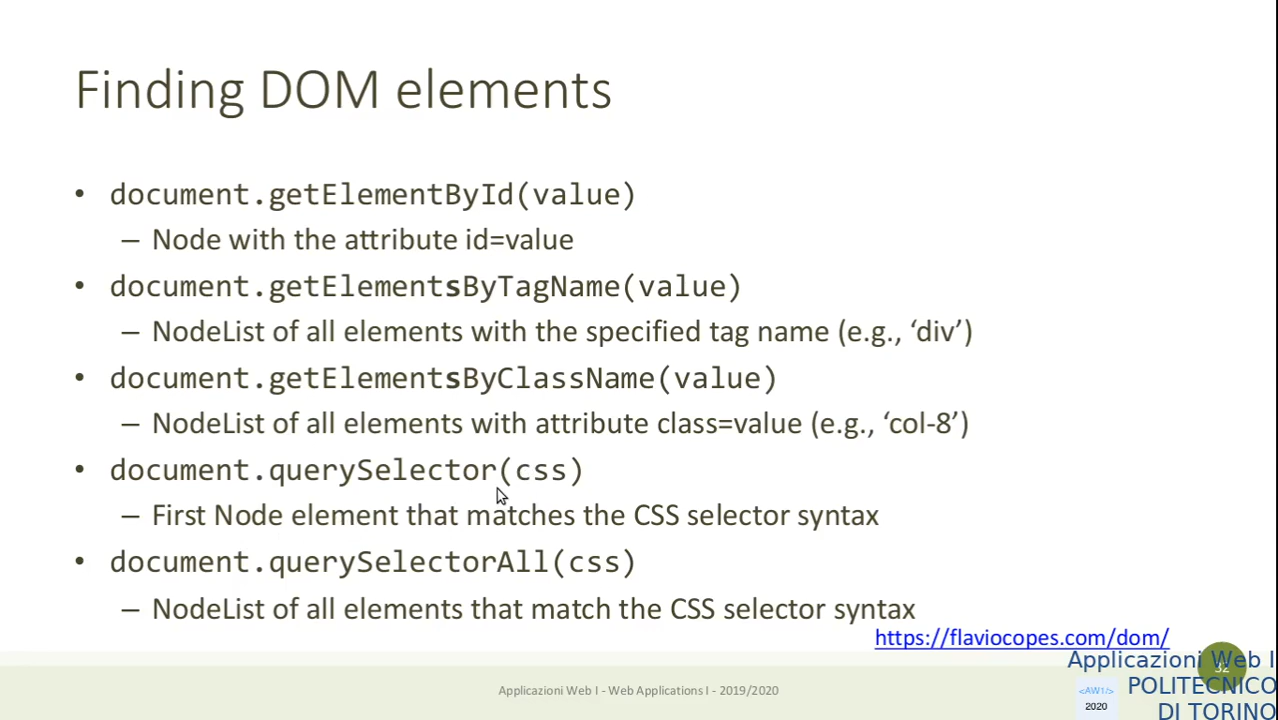 Finding DOM elements
• document.getElementById(value)
– Node with the attribute id=value
• document.getElementsByTagName(value)
– NodeList of all elements with the specified tag name (e.g., ‘div’)
• document.getElementsByClassName(value)
– NodeList of all elements with attribute class=value (e.g., ‘col-8’)
• document.querySelector(css)
– First Node element that matches the CSS selector syntax
• document.querySelectorAll(css)
– NodeList of all elements that match the CSS selector syntax
https://flaviocopes.com/dom/
Applicazioni Web I - Web Applications I - 2019/2020
32
Applicazioni Web I
POLITECNICO
DI TORINO
<AW1/>
2020